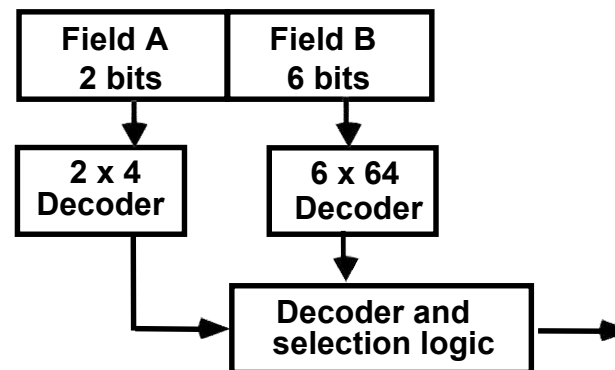 Field A
2 bits
Field B
6 bits
2 x 4
Decoder
6 x 64
Decoder
Decoder and
selection logic